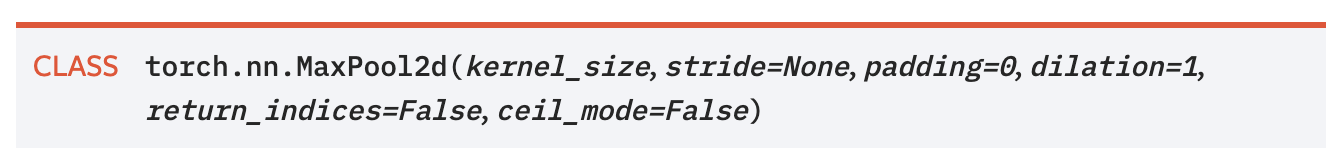 CLASS torch.nn.MaxPool2d(kernel_size, stride=None, padding=0, dilation=1,
return_indices=False, ceil_mode=False)